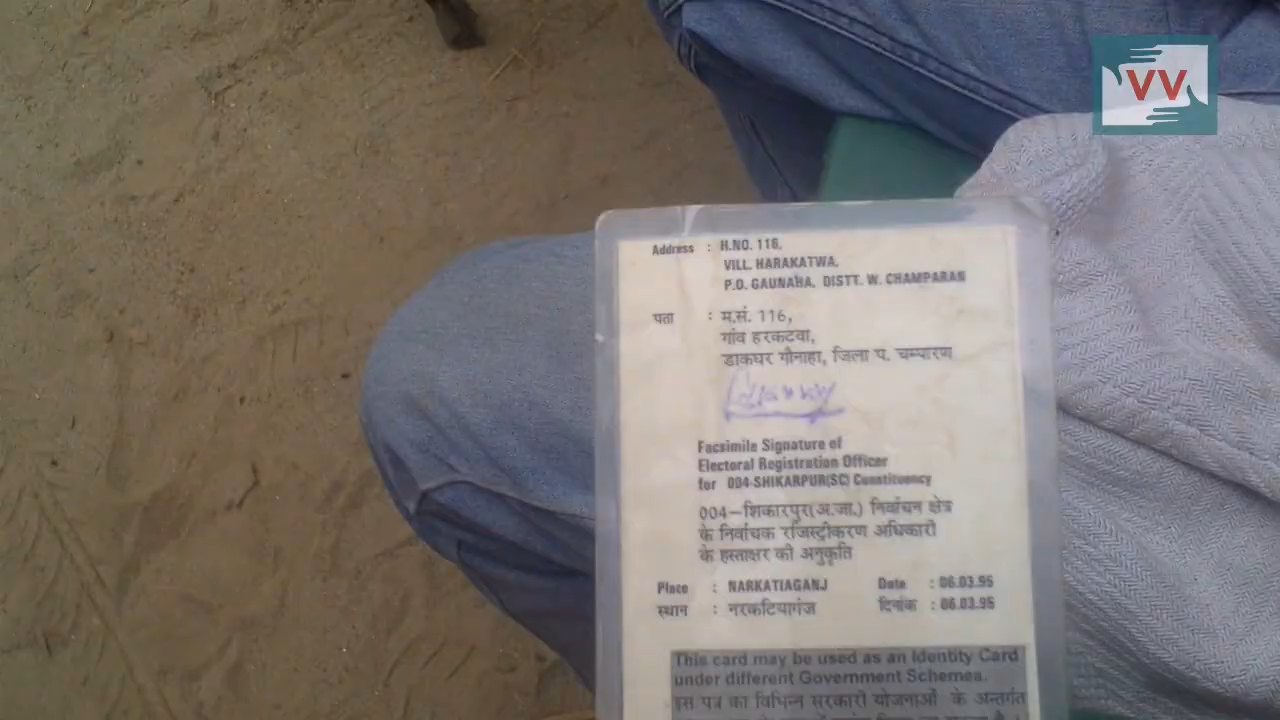 VV
Address : H.NO. 116,
VILL. HARAKATWA,
P.O. GAUNAHA, DISTT. W. CHAMPARAN
पता : म.सं. 116,
गांव हरकटवा,
डाकघर गौनाहा, जिला प. चम्पारण
Facsimile Signature of
Electoral Registration Officer
for 004-SHIKARPUR(SC) Constituency
004-शिकारपुर(अ.जा.) निर्वाचन क्षेत्र
के निर्वाचक रजिस्ट्रीकरण अधिकारी
के हस्ताक्षर की अनुकृति
Place : NARKATIAGANJ Date : 06.03.95
स्थान : नरकटियागंज दिनांक : 06.03.95
This card may be used as an Identity Card
under different Government Schemes.
इस पत्र का विभिन्न सरकारी योजनाओं के अन्तर्गत